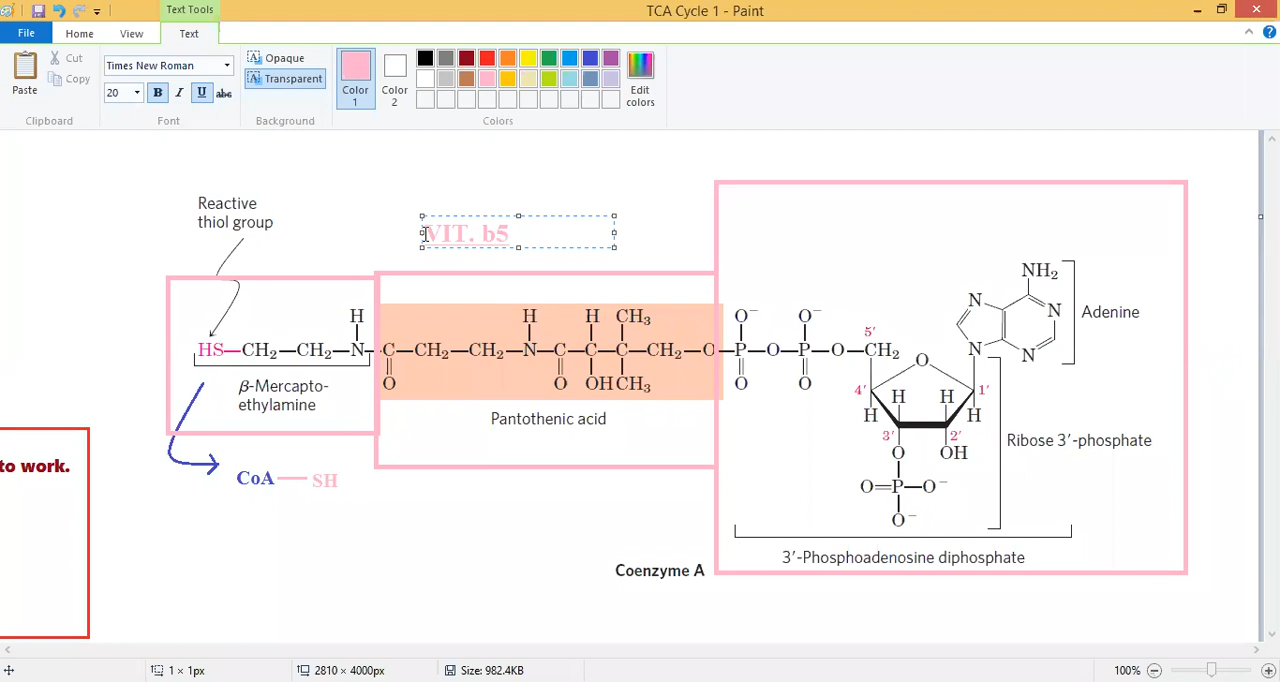 Text Tools
TCA Cycle 1 - Paint
File
Home
View
Text
Paste
Cut
Copy
Clipboard
Times New Roman
20
B
I
U
abc
Font
Opaque
Transparent
Background
Color 1
Color 2
Edit colors
Colors
Reactive
thiol group
VIT. b5
HS—CH₂—CH₂—N—C—CH₂—CH₂—N—C—C—C—CH₂—O—P—O—P—O—CH₂
H
H
H
CH₃
O
O
OH
CH₃
O⁻
O⁻
O
O
β-Mercapto-
ethylamine
Pantothenic acid
NH₂
N
N
N
N
Adenine
5′
O
4′
1′
H
H
H
H
3′
2′
O
OH
Ribose 3′-phosphate
O=P—O⁻
O⁻
3′-Phosphoadenosine diphosphate
Coenzyme A
CoA — SH
to work.
1 × 1px
2810 × 4000px
Size: 982.4KB
100%